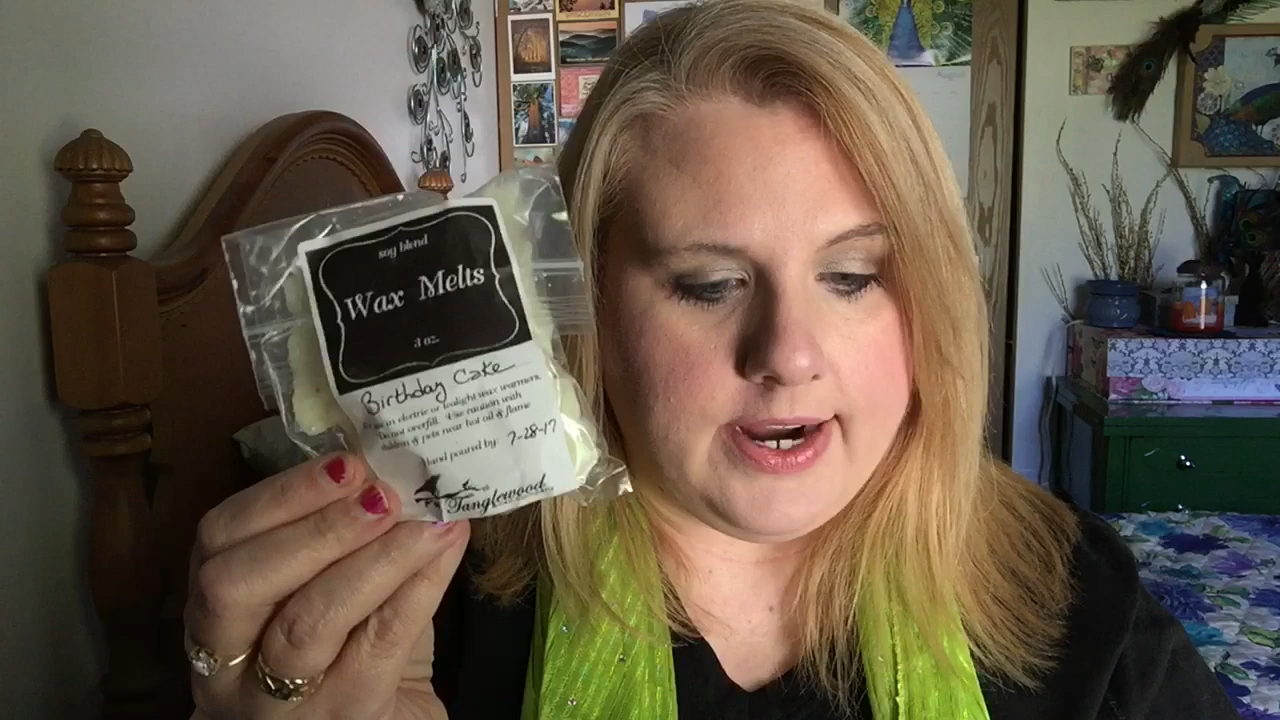 soy blend
Wax Melts
3 oz.
Birthday Cake
For use in electric or tealight wax warmers.
Do not overfill. Use caution with
children & pets near hot oil & flame
Hand poured by: 7-28-17
Tanglewood
August